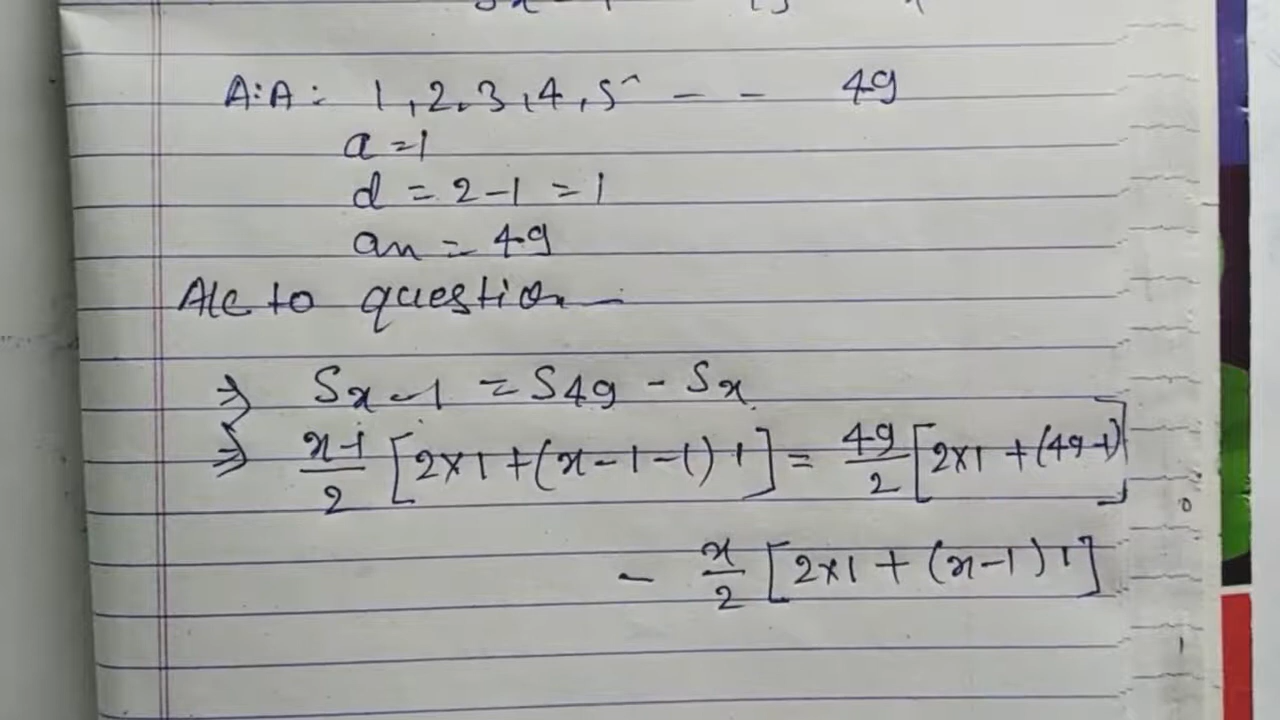 A:A: 1, 2, 3, 4, 5 - - 49
a = 1
d = 2-1 = 1
an = 49
A/c to question —
⇒ Sx-1 = S49 - Sx
⇒ x-1/2 [2×1+(x-1-1)1] = 49/2 [2×1+(49-1)]
- x/2 [2×1+(x-1)1]